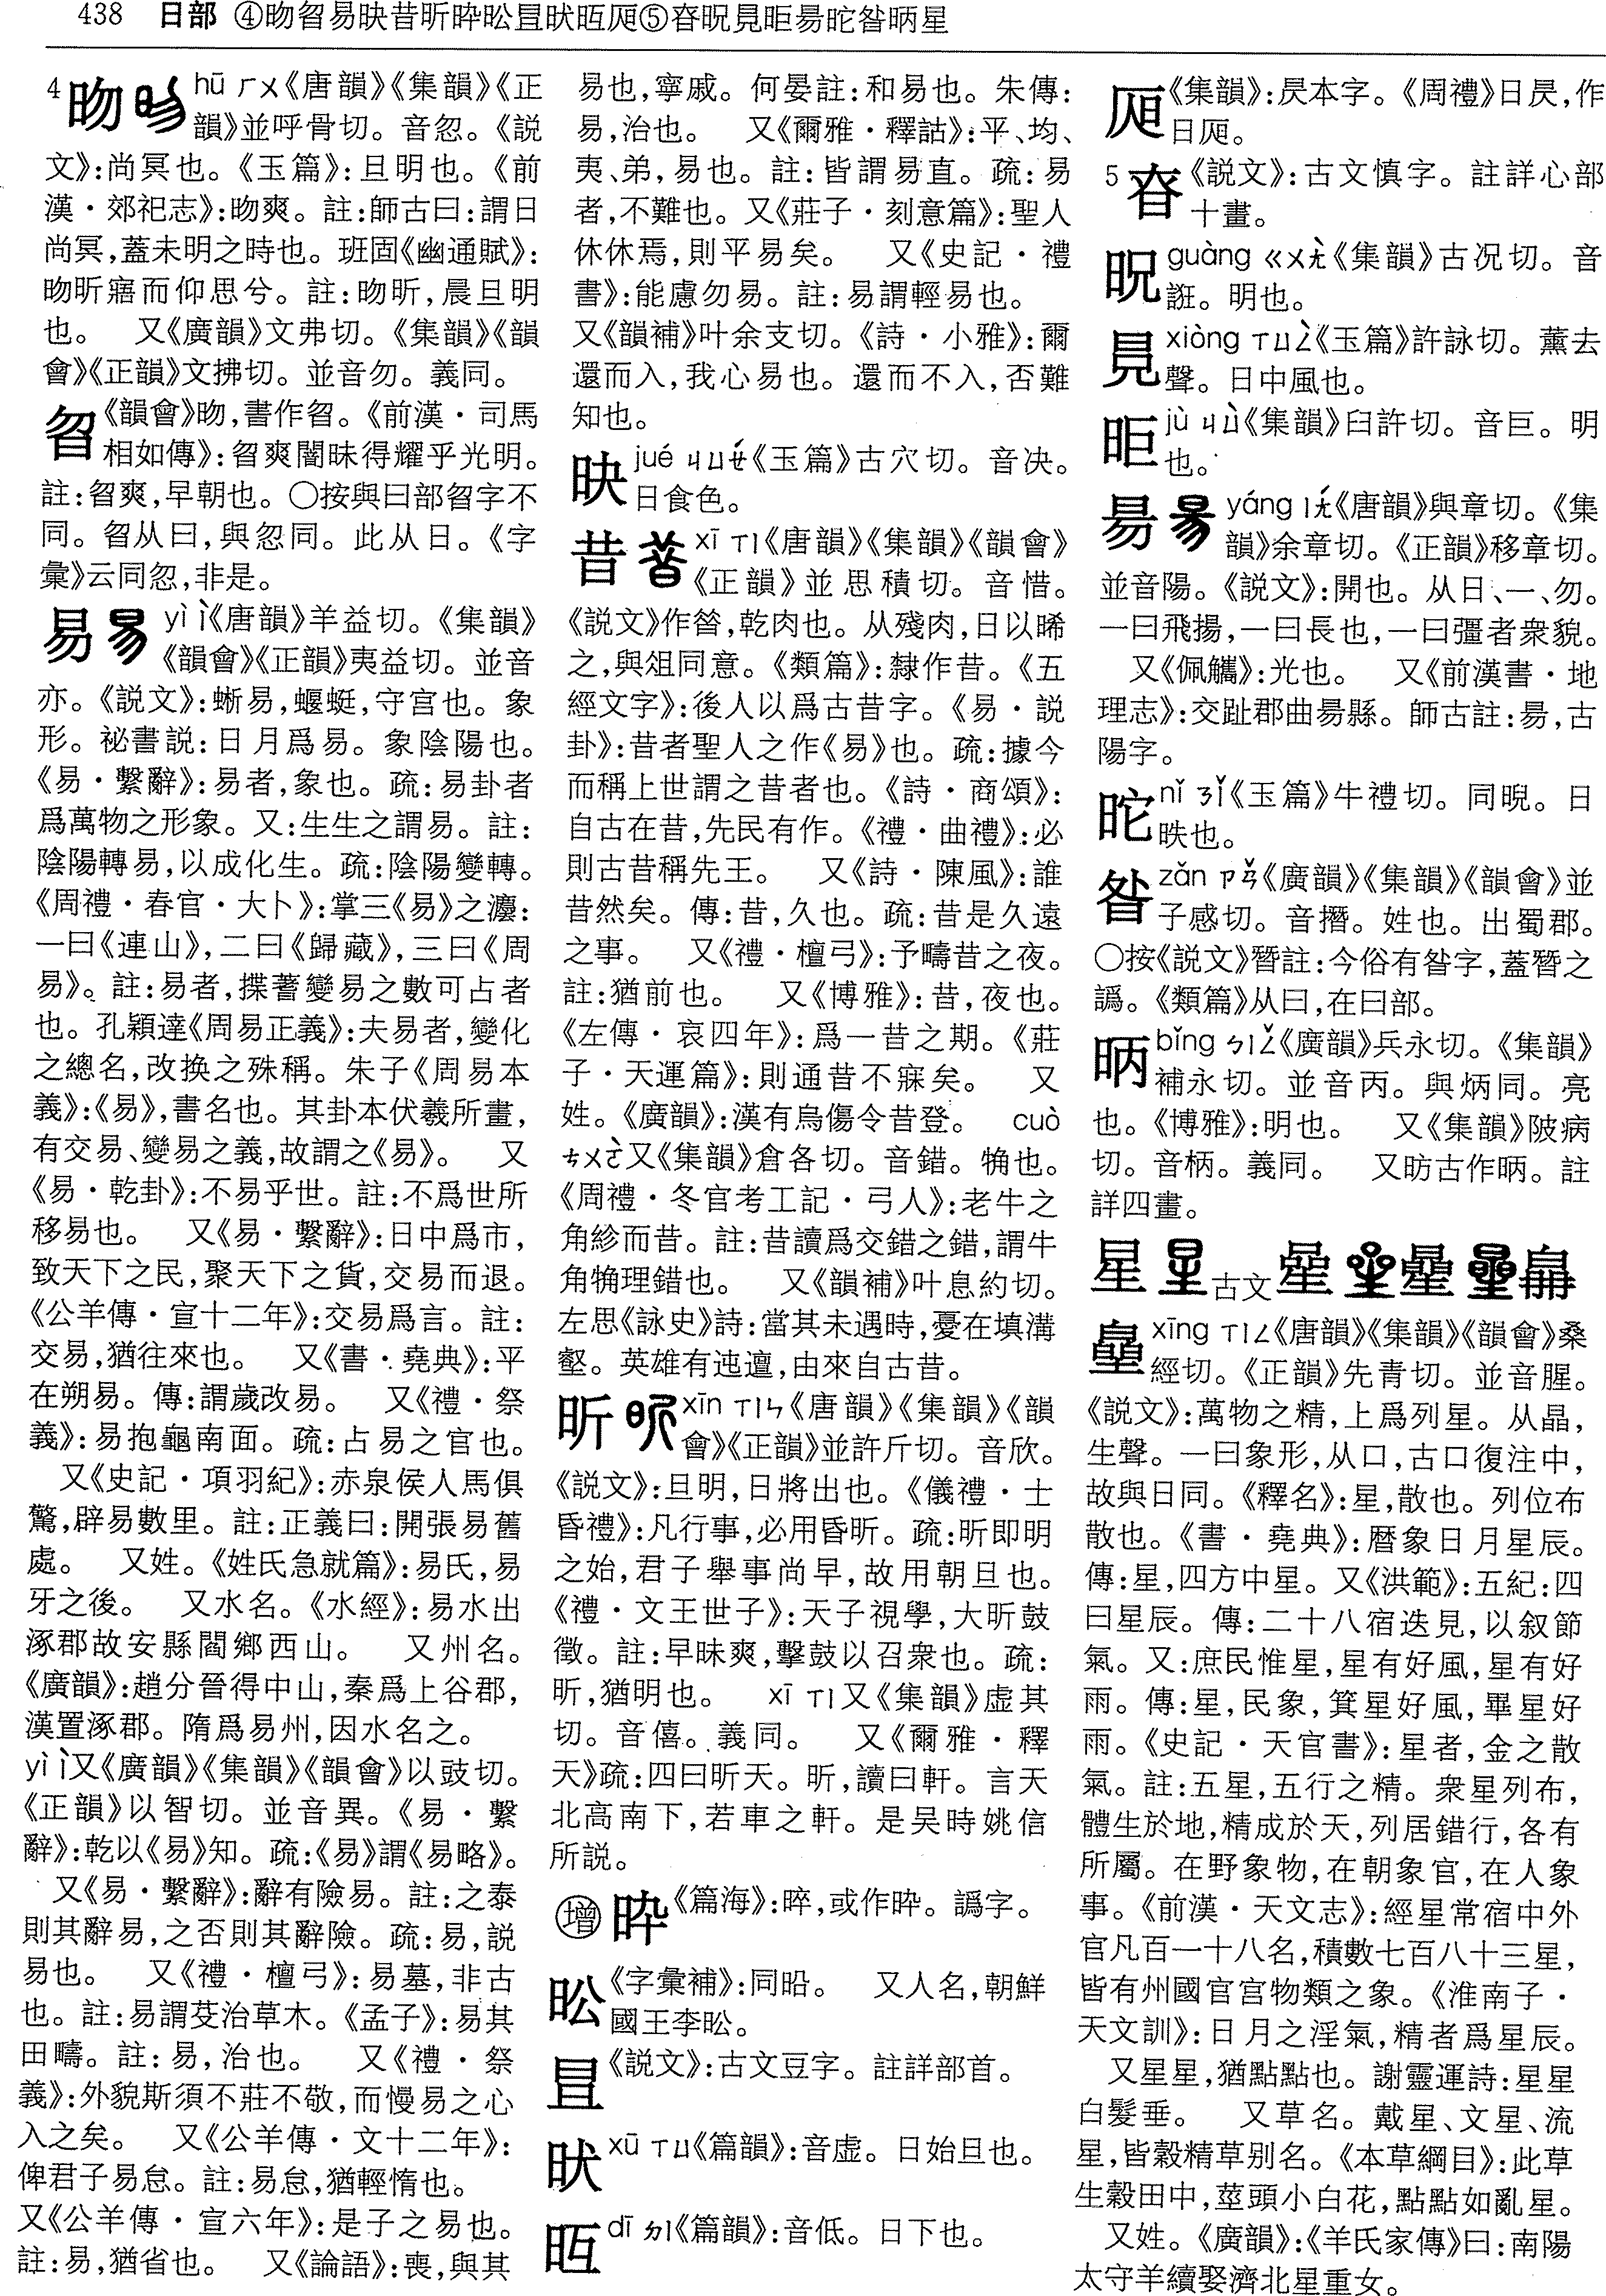 438 日部 ④昒曶易昳昔昕晬昖昷㫘昿𣅳⑤昚昡㫤昛昜昵昝昞星
4 昒 hū ㄏㄨ《唐韻》《集韻》《正
韻》並呼骨切。音忽。《説
文》:尚冥也。《玉篇》:旦明也。《前
漢·郊祀志》:昒爽。註:師古曰:謂日
尚冥,蓋未明之時也。班固《幽通賦》:
昒昕寤而仰思兮。註:昒昕,晨旦明
也。 又《廣韻》文弗切。《集韻》《韻
會》《正韻》文拂切。並音勿。義同。
曶《韻會》昒,書作曶。《前漢·司馬
相如傳》:曶爽闇昧得耀乎光明。
註:曶爽,早朝也。〇按與曰部曶字不
同。曶从曰,與忽同。此从日。《字
彙》云同忽,非是。
易 yì ㄧˋ《唐韻》羊益切。《集韻》
《韻會》《正韻》夷益切。並音
亦。《説文》:蜥易,蝘蜓,守宫也。象
形。祕書説:日月爲易。象陰陽也。
《易·繫辭》:易者,象也。疏:易卦者
爲萬物之形象。又:生生之謂易。註:
陰陽轉易,以成化生。疏:陰陽變轉。
《周禮·春官·大卜》:掌三《易》之灋:
一曰《連山》,二曰《歸藏》,三曰《周
易》。註:易者,揲蓍變易之數可占者
也。孔穎達《周易正義》:夫易者,變化
之總名,改换之殊稱。朱子《周易本
義》:《易》,書名也。其卦本伏羲所畫,
有交易、變易之義,故謂之《易》。 又
《易·乾卦》:不易乎世。註:不爲世所
移易也。 又《易·繫辭》:日中爲市,
致天下之民,聚天下之貨,交易而退。
《公羊傳·宣十二年》:交易爲言。註:
交易,猶往來也。 又《書·堯典》:平
在朔易。傳:謂歲改易。 又《禮·祭
義》:易抱龜南面。疏:占易之官也。
又《史記·項羽紀》:赤泉侯人馬俱
驚,辟易數里。註:正義曰:開張易舊
處。 又姓。《姓氏急就篇》:易氏,易
牙之後。 又水名。《水經》:易水出
涿郡故安縣閻鄉西山。 又州名。
《廣韻》:趙分晉得中山,秦爲上谷郡,
漢置涿郡。隋爲易州,因水名之。
yì ㄧˋ又《廣韻》《集韻》《韻會》以豉切。
《正韻》以智切。並音異。《易·繫
辭》:乾以《易》知。疏:《易》謂《易略》。
又《易·繫辭》:辭有險易。註:之泰
則其辭易,之否則其辭險。疏:易,説
易也。 又《禮·檀弓》:易墓,非古
也。註:易謂芟治草木。《孟子》:易其
田疇。註:易,治也。 又《禮·祭
義》:外貌斯須不莊不敬,而慢易之心
入之矣。 又《公羊傳·文十二年》:
俾君子易怠。註:易怠,猶輕惰也。
又《公羊傳·宣六年》:是子之易也。
註:易,猶省也。 又《論語》:喪,與其
易也,寧戚。何晏註:和易也。朱傳:
易,治也。 又《爾雅·釋詁》:平、均、
夷、弟,易也。註:皆謂易直。疏:易
者,不難也。又《莊子·刻意篇》:聖人
休休焉,則平易矣。 又《史記·禮
書》:能慮勿易。註:易謂輕易也。
又《韻補》叶余支切。《詩·小雅》:爾
還而入,我心易也。還而不入,否難
知也。
昳 jué ㄐㄩㄝˊ《玉篇》古穴切。音决。
日食色。
昔 xī ㄒㄧ《唐韻》《集韻》《韻會》
《正韻》並思積切。音惜。
《説文》作㫺,乾肉也。从殘肉,日以晞
之,與俎同意。《類篇》:隸作昔。《五
經文字》:後人以爲古昔字。《易·説
卦》:昔者聖人之作《易》也。疏:據今
而稱上世謂之昔者也。《詩·商頌》:
自古在昔,先民有作。《禮·曲禮》:必
則古昔稱先王。 又《詩·陳風》:誰
昔然矣。傳:昔,久也。疏:昔是久遠
之事。 又《禮·檀弓》:予疇昔之夜。
註:猶前也。 又《博雅》:昔,夜也。
《左傳·哀四年》:爲一昔之期。《莊
子·天運篇》:則通昔不寐矣。 又
姓。《廣韻》:漢有烏傷令昔登。 cuò
ㄘㄨㄛˋ又《集韻》倉各切。音錯。觕也。
《周禮·冬官考工記·弓人》:老牛之
角紾而昔。註:昔讀爲交錯之錯,謂牛
角觕理錯也。 又《韻補》叶息約切。
左思《詠史》詩:當其未遇時,憂在填溝
壑。英雄有迍邅,由來自古昔。
昕 xīn ㄒㄧㄣ《唐韻》《集韻》《韻
會》《正韻》並許斤切。音欣。
《説文》:旦明,日將出也。《儀禮·士
昏禮》:凡行事,必用昏昕。疏:昕即明
之始,君子舉事尚早,故用朝旦也。
《禮·文王世子》:天子視學,大昕鼓
徵。註:早昧爽,擊鼓以召衆也。疏:
昕,猶明也。 xī ㄒㄧ又《集韻》虚其
切。音僖。義同。 又《爾雅·釋
天》疏:四曰昕天。昕,讀曰軒。言天
北高南下,若車之軒。是吴時姚信
所説。
增 《篇海》:晬,或作㫑。譌字。
昖《字彙補》:同㫫。 又人名,朝鮮
國王李昖。
《説文》:古文豆字。註詳部首。
xū ㄒㄩ《篇韻》:音虚。日始旦也。
dī ㄉㄧ《篇韻》:音低。日下也。
《集韻》:昃本字。《周禮》日昃,作
5 昚《説文》:古文慎字。註詳心部
十畫。
guàng ㄍㄨㄤˋ《集韻》古况切。音
誑。明也。
xiòng ㄒㄩㄥˋ《玉篇》許詠切。薰去
聲。日中風也。
昛 jù ㄐㄩˋ《集韻》臼許切。音巨。明
也。
昜 yáng ㄧㄤˊ《唐韻》與章切。《集
韻》余章切。《正韻》移章切。
並音陽。《説文》:開也。从日、一、勿。
一曰飛揚,一曰長也,一曰彊者衆貌。
又《佩觿》:光也。 又《前漢書·地
理志》:交趾郡曲昜縣。師古註:昜,古
陽字。
nǐ ㄋㄧˇ《玉篇》牛禮切。同晲。日
昳也。
昝 zǎn ㄗㄢˇ《廣韻》《集韻》《韻會》並
子感切。音撍。姓也。出蜀郡。
〇按《説文》朁註:今俗有昝字,蓋朁之
譌。《類篇》从曰,在曰部。
昞 bǐng ㄅㄧㄥˇ《廣韻》兵永切。《集韻》
補永切。並音丙。與炳同。亮
也。《博雅》:明也。 又《集韻》陂病
切。音柄。義同。 又昉古作昞。註
詳四畫。
星 古文
xīng ㄒㄧㄥ《唐韻》《集韻》《韻會》桑
經切。《正韻》先青切。並音腥。
《説文》:萬物之精,上爲列星。从晶,
生聲。一曰象形,从口,古口復注中,
故與日同。《釋名》:星,散也。列位布
散也。《書·堯典》:曆象日月星辰。
傳:星,四方中星。又《洪範》:五紀:四
曰星辰。傳:二十八宿迭見,以叙節
氣。又:庶民惟星,星有好風,星有好
雨。傳:星,民象,箕星好風,畢星好
雨。《史記·天官書》:星者,金之散
氣。註:五星,五行之精。衆星列布,
體生於地,精成於天,列居錯行,各有
所屬。在野象物,在朝象官,在人象
事。《前漢·天文志》:經星常宿中外
官凡百一十八名,積數七百八十三星,
皆有州國官宫物類之象。《淮南子·
天文訓》:日月之淫氣,精者爲星辰。
又星星,猶點點也。謝靈運詩:星星
白髮垂。 又草名。戴星、文星、流
星,皆穀精草别名。《本草綱目》:此草
生穀田中,莖頭小白花,點點如亂星。
又姓。《廣韻》:《羊氏家傳》曰:南陽
太守羊續娶濟北星重女。